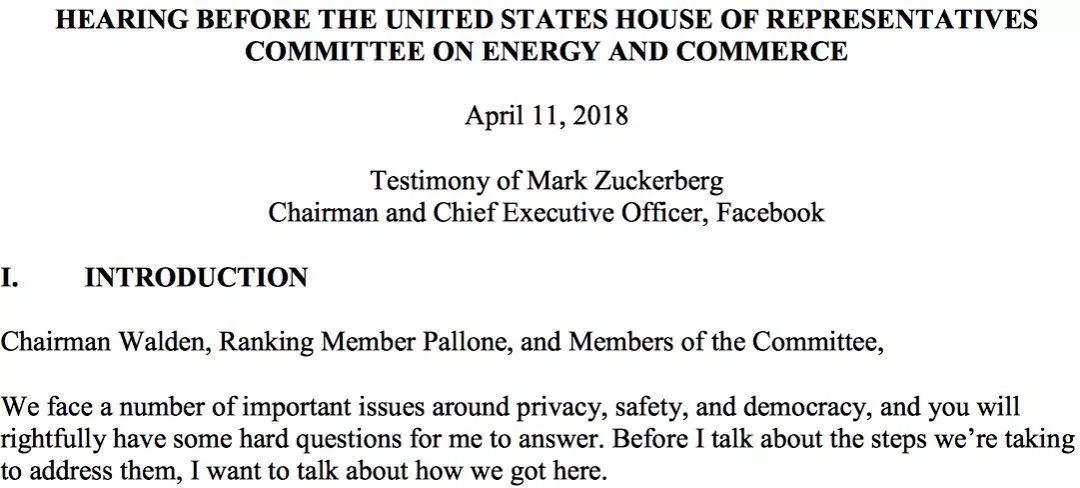 HEARING BEFORE THE UNITED STATES HOUSE OF REPRESENTATIVES
COMMITTEE ON ENERGY AND COMMERCE
April 11, 2018
Testimony of Mark Zuckerberg
Chairman and Chief Executive Officer, Facebook
I. INTRODUCTION
Chairman Walden, Ranking Member Pallone, and Members of the Committee,
We face a number of important issues around privacy, safety, and democracy, and you will
rightfully have some hard questions for me to answer. Before I talk about the steps we’re taking
to address them, I want to talk about how we got here.